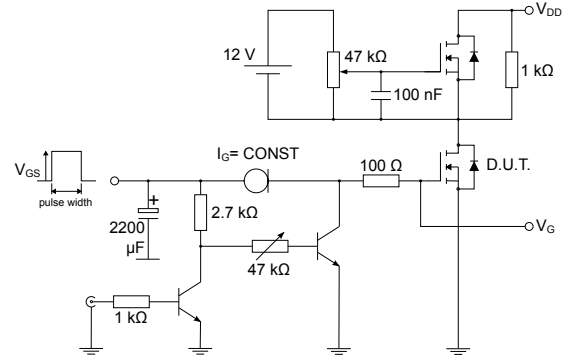 V_DD
12 V
47 kΩ
1 kΩ
100 nF
I_G= CONST
100 Ω
D.U.T.
V_GS
pulse width
+
2200
μF
2.7 kΩ
V_G
47 kΩ
1 kΩ